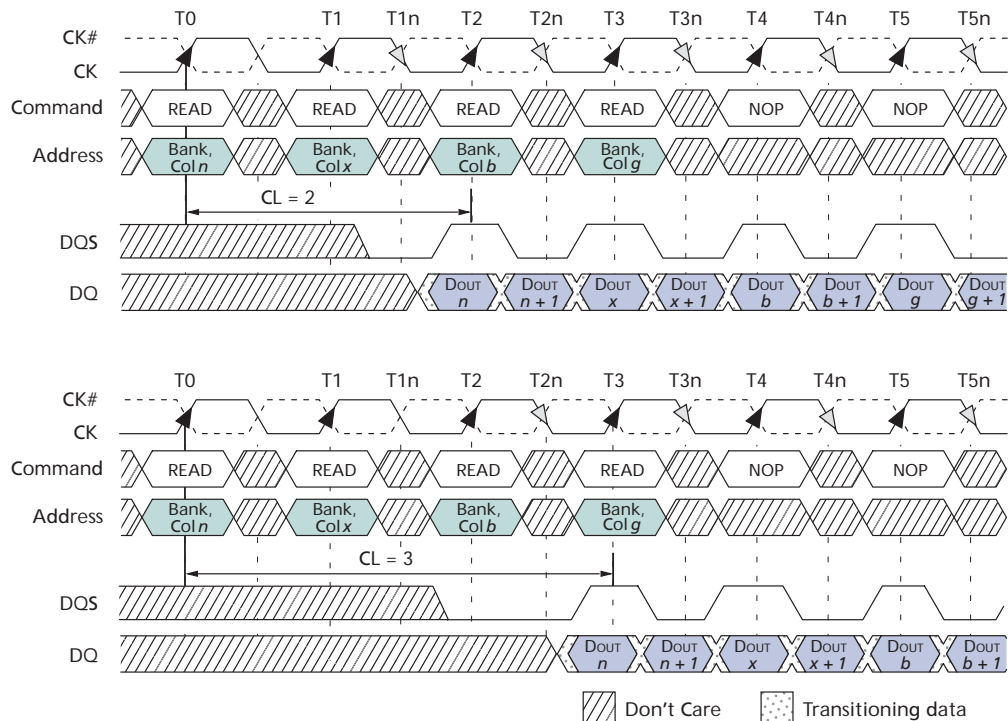 T0 T1 T1n T2 T2n T3 T3n T4 T4n T5 T5n
CK#
CK
Command READ READ READ READ NOP NOP
Address Bank, Col n Bank, Col x Bank, Col b Bank, Col g
CL = 2
DQS
DQ DOUT n DOUT n + 1 DOUT x DOUT x + 1 DOUT b DOUT b + 1 DOUT g DOUT g + 1
T0 T1 T1n T2 T2n T3 T3n T4 T4n T5 T5n
CK#
CK
Command READ READ READ READ NOP NOP
Address Bank, Col n Bank, Col x Bank, Col b Bank, Col g
CL = 3
DQS
DQ DOUT n DOUT n + 1 DOUT x DOUT x + 1 DOUT b DOUT b + 1
Don't Care Transitioning data